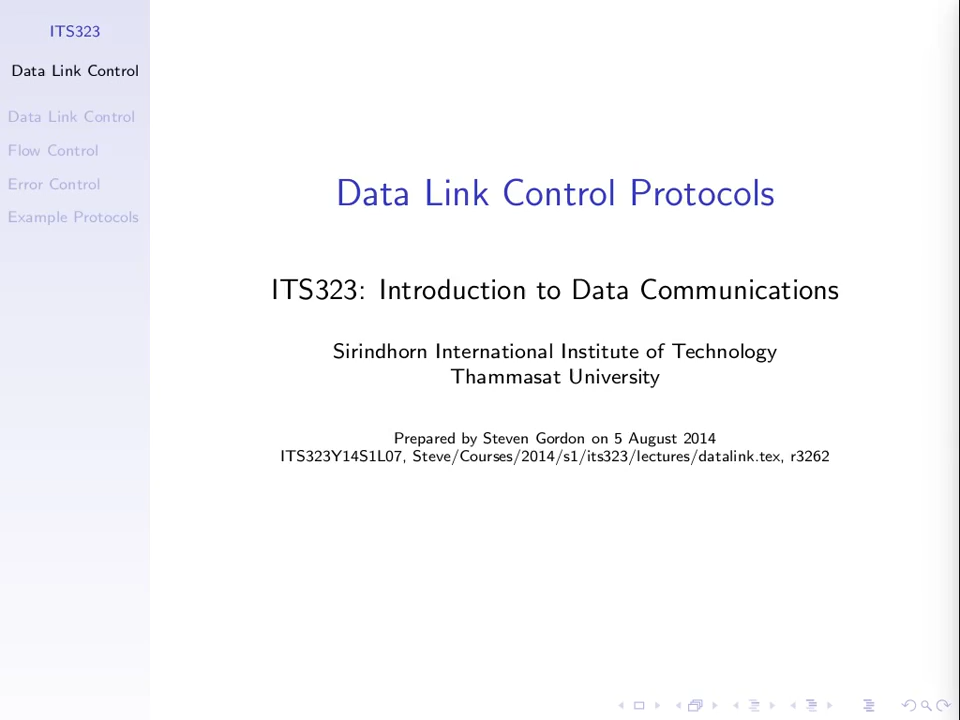 ITS323
Data Link Control
Data Link Control
Flow Control
Error Control
Example Protocols
Data Link Control Protocols
ITS323: Introduction to Data Communications
Sirindhorn International Institute of Technology
Thammasat University
Prepared by Steven Gordon on 5 August 2014
ITS323Y14S1L07, Steve/Courses/2014/s1/its323/lectures/datalink.tex, r3262